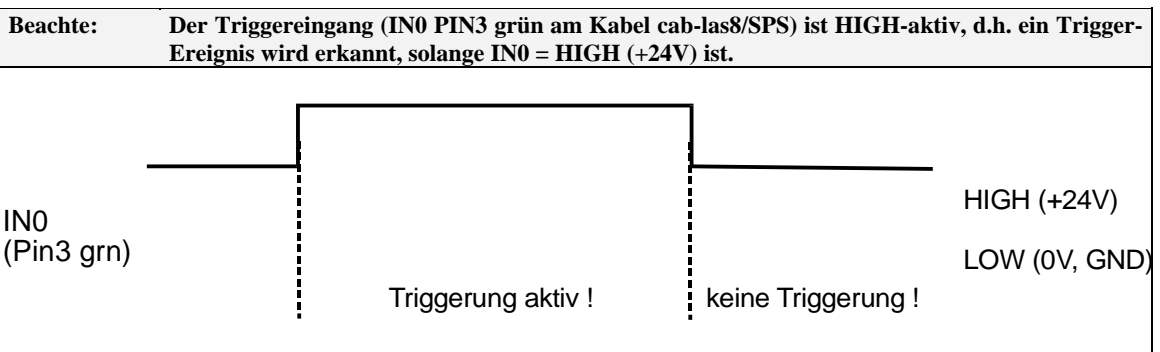 Beachte: Der Triggereingang (IN0 PIN3 grün am Kabel cab-las8/SPS) ist HIGH-aktiv, d.h. ein Trigger-
Ereignis wird erkannt, solange IN0 = HIGH (+24V) ist.
HIGH (+24V)
IN0
(Pin3 grn)
LOW (0V, GND)
Triggerung aktiv !
keine Triggerung !